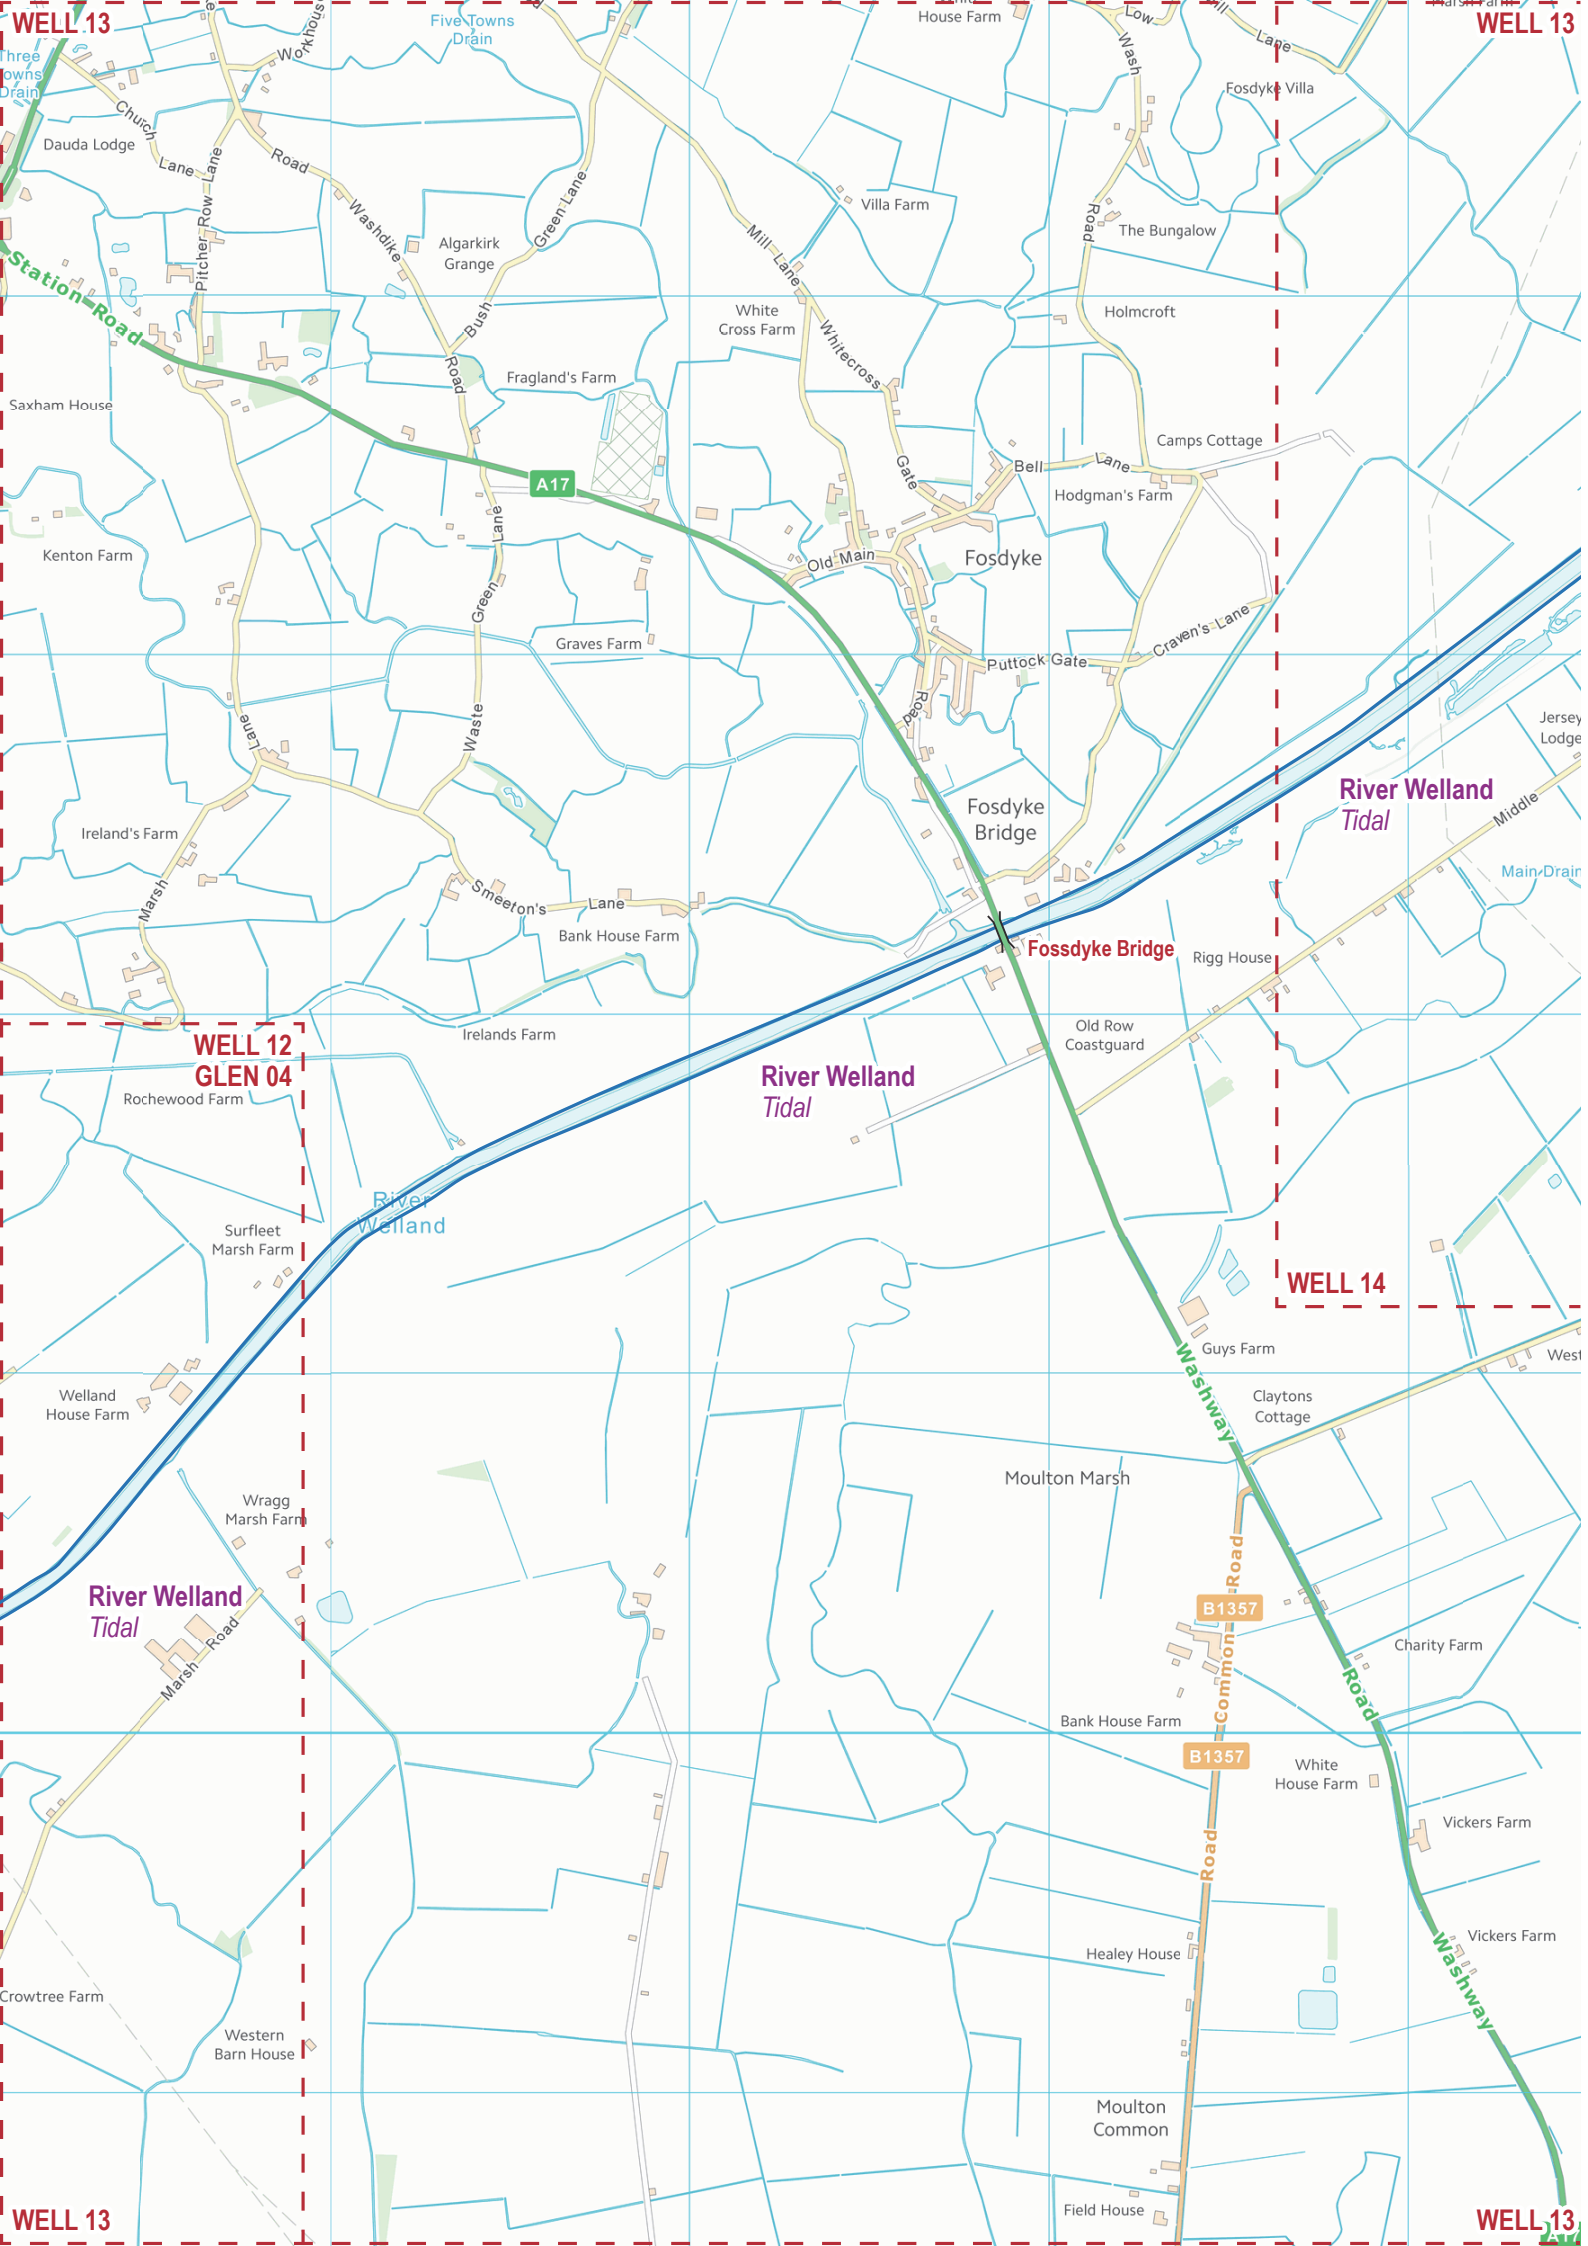 WELL 13
WELL 13
Three
Towns
Drain
Five Towns
Drain
House Farm
Low
Wash
Road
Mill
Lane
Fosdyke Villa
Workhouse
Church
Lane
Dauda Lodge
Road
Pitcher Row Lane
Washdike
Road
Algarkirk
Grange
Green Lane
Bush
Villa Farm
The Bungalow
Mill Lane
Station Road
White
Cross Farm
Whitecross
Gate
Holmcroft
Fragland's Farm
Saxham House
Camps Cottage
Bell
Lane
Hodgman's Farm
A17
Kenton Farm
Lane
Green
Waste
Old Main
Road
Fosdyke
Craven's Lane
Puttock Gate
Graves Farm
Lane
Jersey
Lodge
River Welland
Tidal
Middle
Fosdyke
Bridge
Ireland's Farm
Main Drain
Marsh
Smeeton's
Lane
Bank House Farm
Fossdyke Bridge
Rigg House
Old Row
Coastguard
Irelands Farm
WELL 12
GLEN 04
Rochewood Farm
River Welland
Tidal
River
Welland
Surfleet
Marsh Farm
WELL 14
Guys Farm
West
Washway
Welland
House Farm
Claytons
Cottage
Moulton Marsh
Wragg
Marsh Farm
River Welland
Tidal
Marsh Road
Road
B1357
Common
Charity Farm
Road
Bank House Farm
B1357
White
House Farm
Vickers Farm
Road
Vickers Farm
Washway
Healey House
Crowtree Farm
Western
Barn House
Moulton
Common
Field House
WELL 13
WELL 13
A17